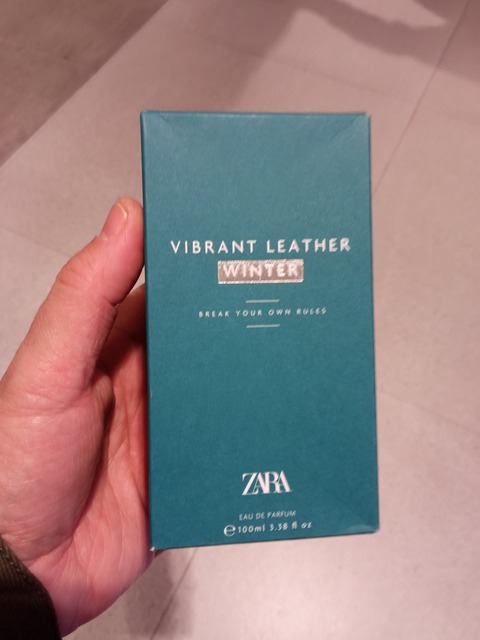 VIBRANT LEATHER
WINTER
BREAK YOUR OWN RULES
ZARA
EAU DE PARFUM
℮100ml 3.38 fl oz